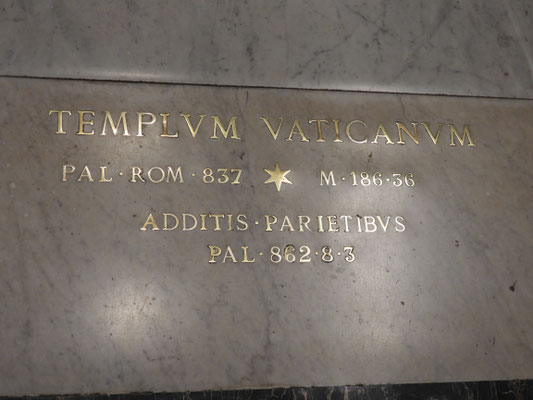 TEMPLVM VATICANVM
PAL·ROM·837 ★ M·186·36
ADDITIS·PARIETIBVS
PAL·862·8·3